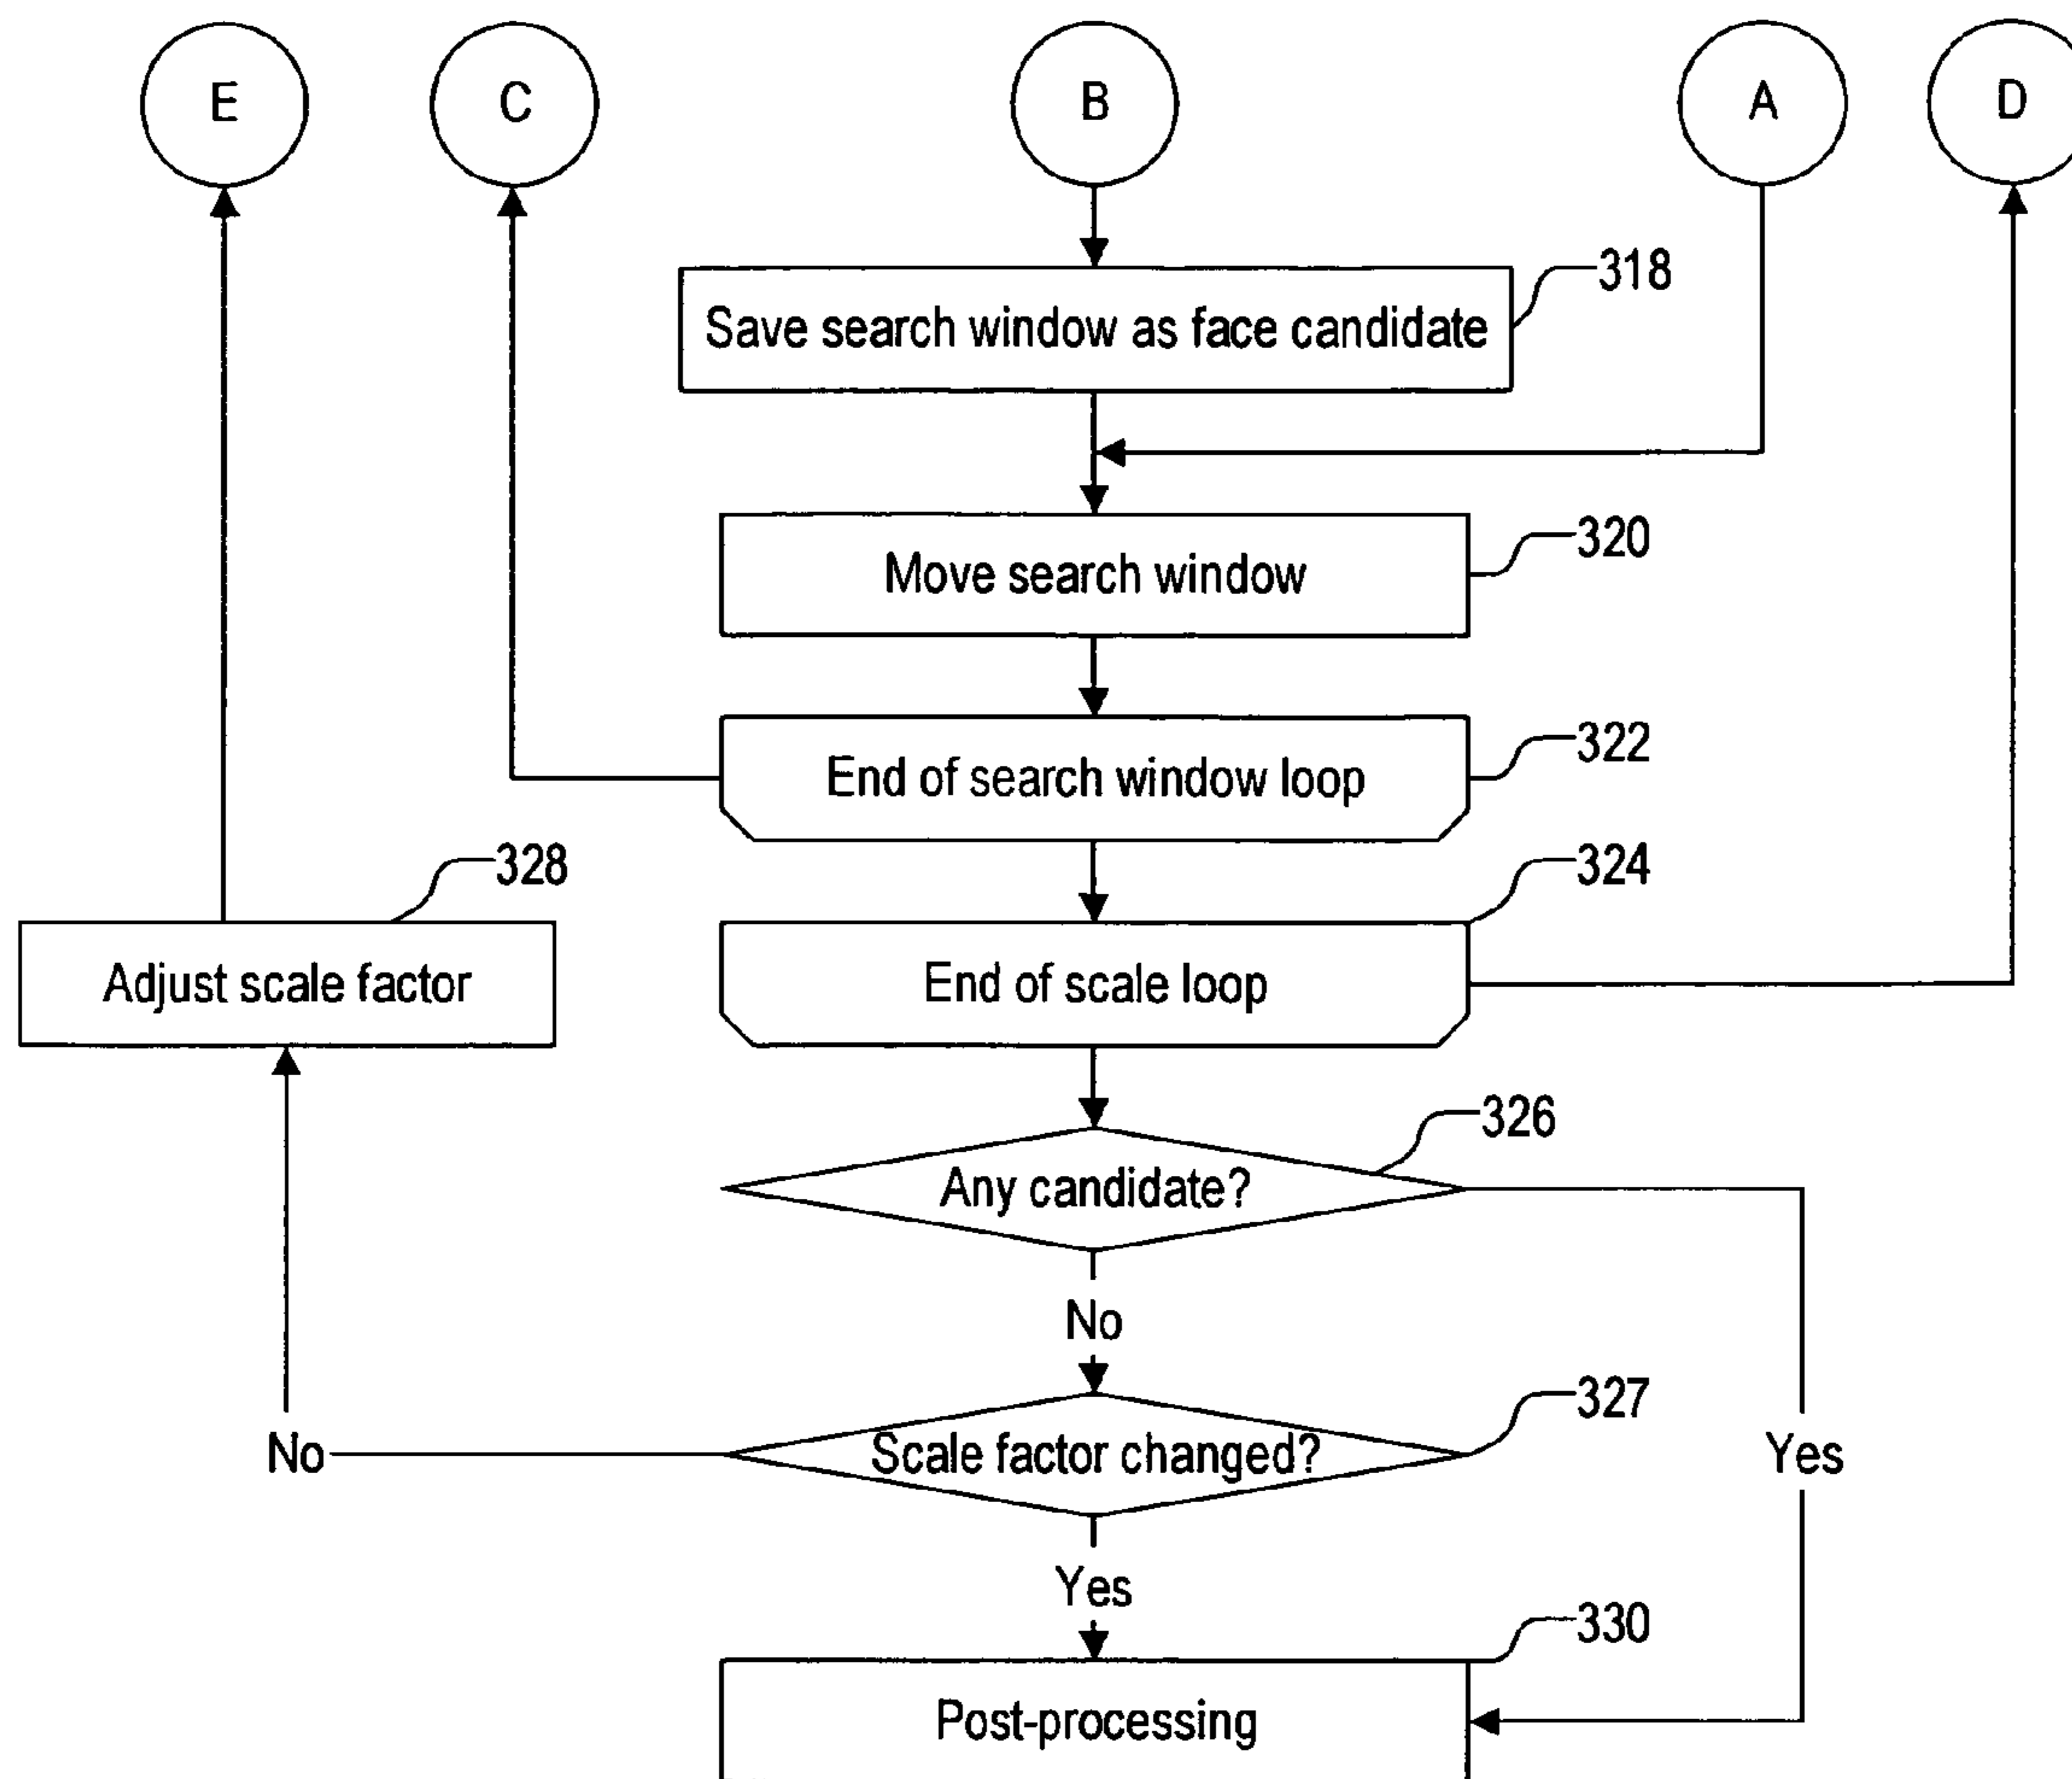 E
C
B
A
D
318
Save search window as face candidate
320
Move search window
322
End of search window loop
328
324
Adjust scale factor
End of scale loop
326
Any candidate?
No
327
Scale factor changed?
No
Yes
Yes
330
Post-processing